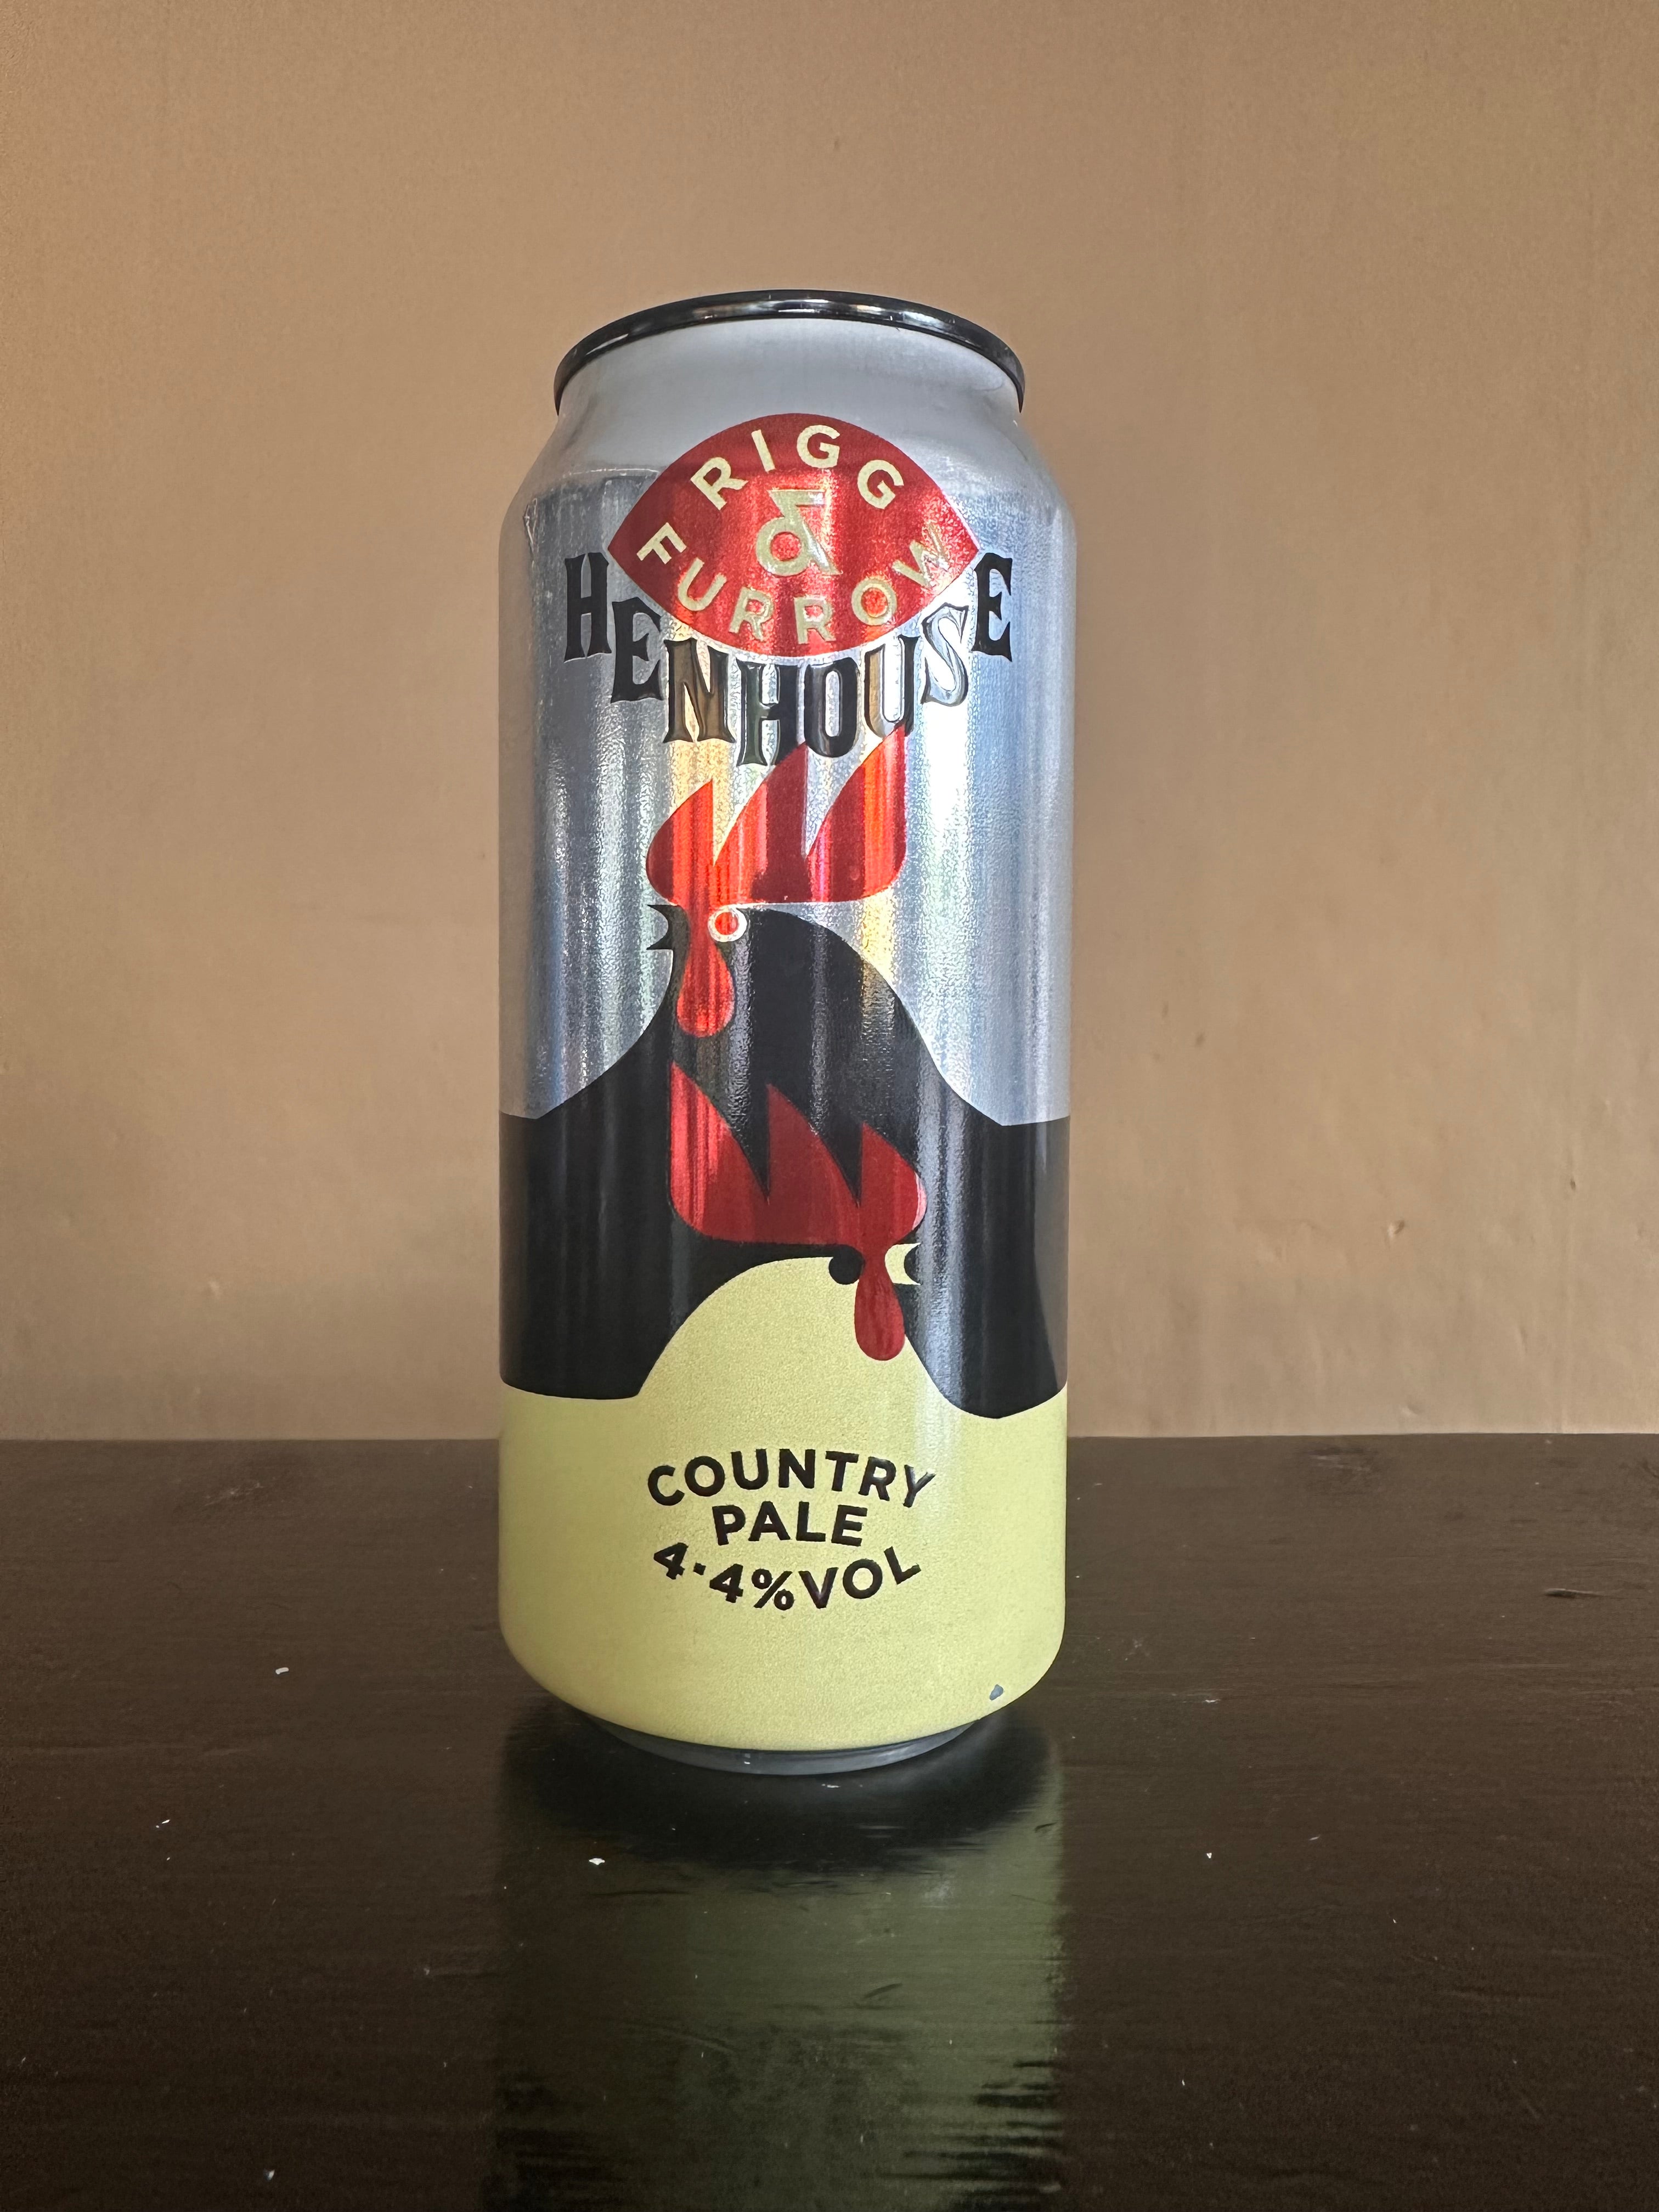 RIGG
&
FURROW
HENHOUSE
COUNTRY
PALE
4.4%VOL